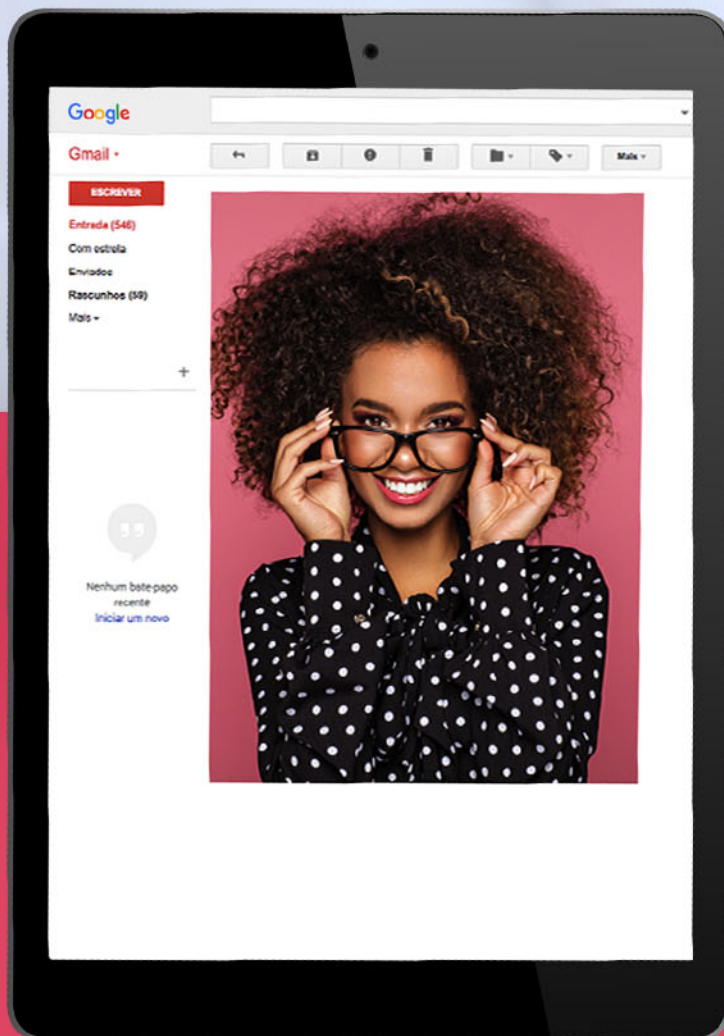 Google
Gmail
Mais
ESCREVER
Entrada (546)
Com estrela
Enviados
Rascunhos (59)
Mais
+
Nenhum bate-papo
recente
Iniciar um novo